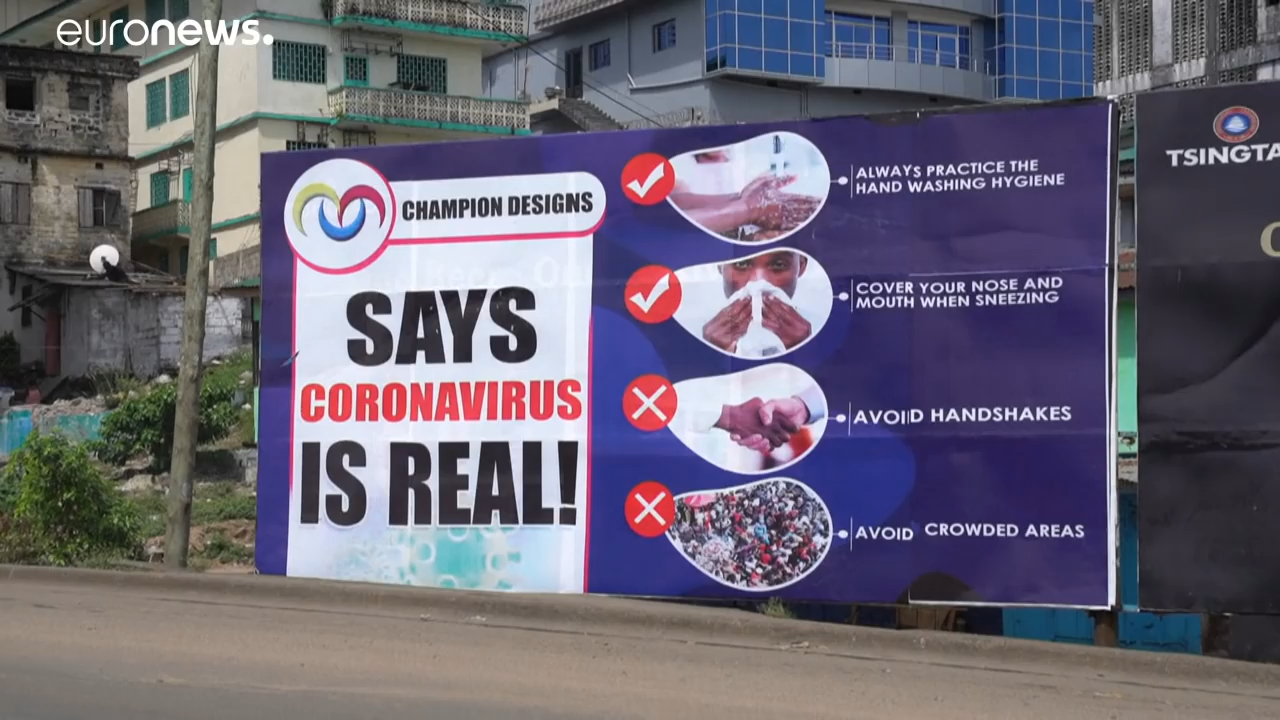 euronews.
CHAMPION DESIGNS
SAYS
CORONAVIRUS
IS REAL!
ALWAYS PRACTICE THE
HAND WASHING HYGIENE
COVER YOUR NOSE AND
MOUTH WHEN SNEEZING
AVOID HANDSHAKES
AVOID CROWDED AREAS
TSINGTA